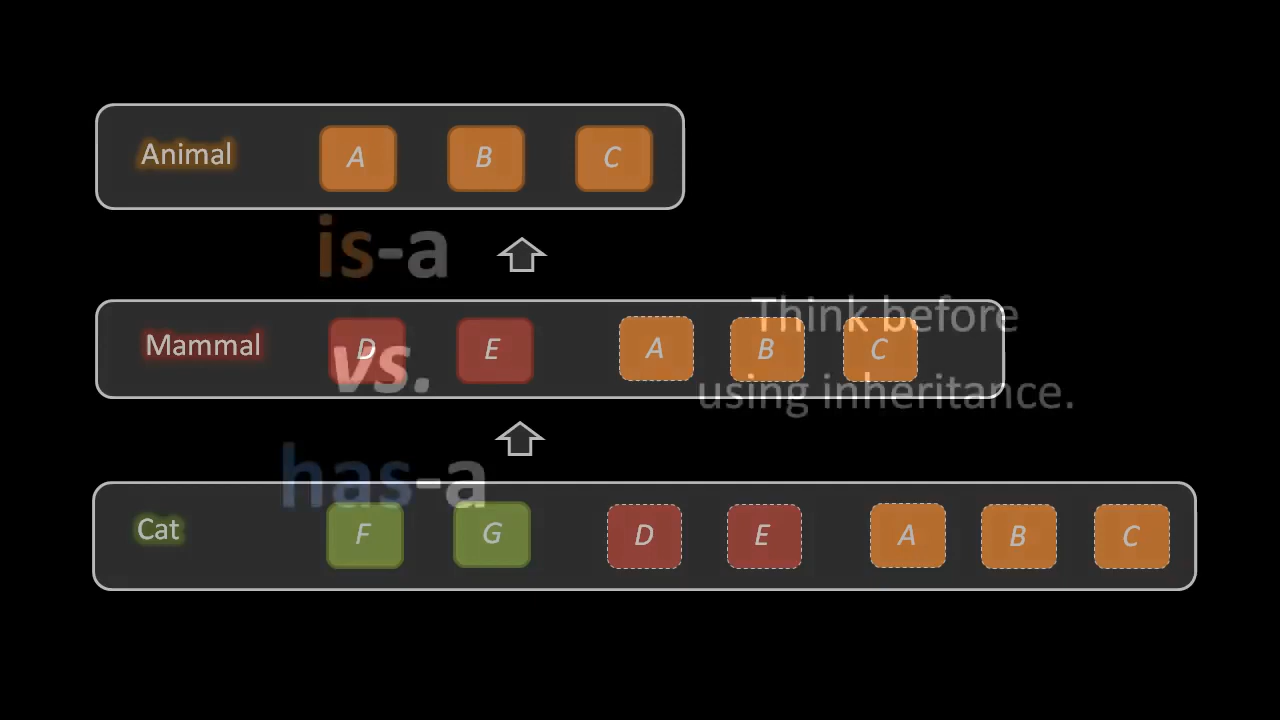 Animal A B C
is-a
Mammal D E A B C
Think before
vs.
using inheritance.
has-a
Cat F G D E A B C